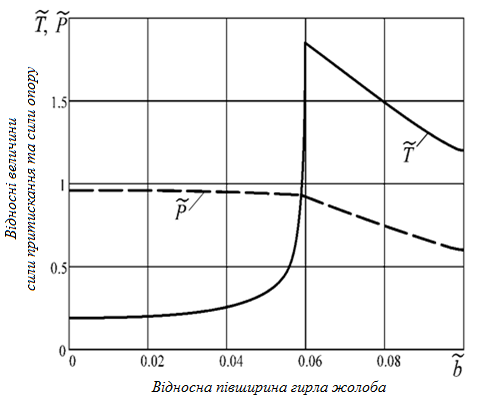 T̃, P̃
Відносні величини
сили притискання та сили опору
1.5
1
0.5
0
T̃
P̃
0 0.02 0.04 0.06 0.08 b̃
Відносна півширина гирла жолоба